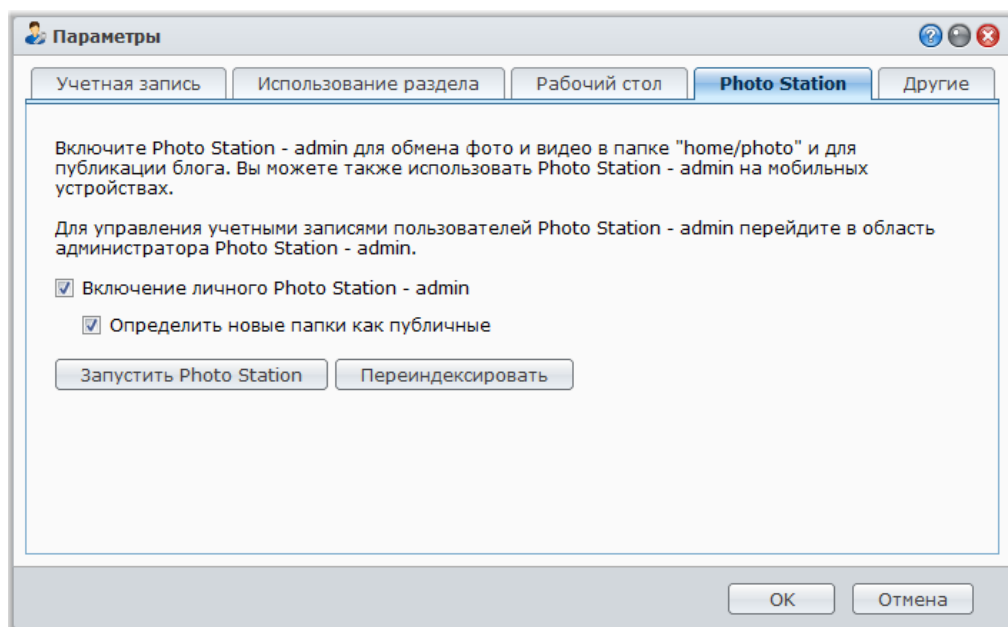 Параметры
Учетная запись
Использование раздела
Рабочий стол
Photo Station
Другие
Включите Photo Station - admin для обмена фото и видео в папке "home/photo" и для
публикации блога. Вы можете также использовать Photo Station - admin на мобильных
устройствах.
Для управления учетными записями пользователей Photo Station - admin перейдите в область
администратора Photo Station - admin.
Включение личного Photo Station - admin
Определить новые папки как публичные
Запустить Photo Station
Переиндексировать
OK
Отмена